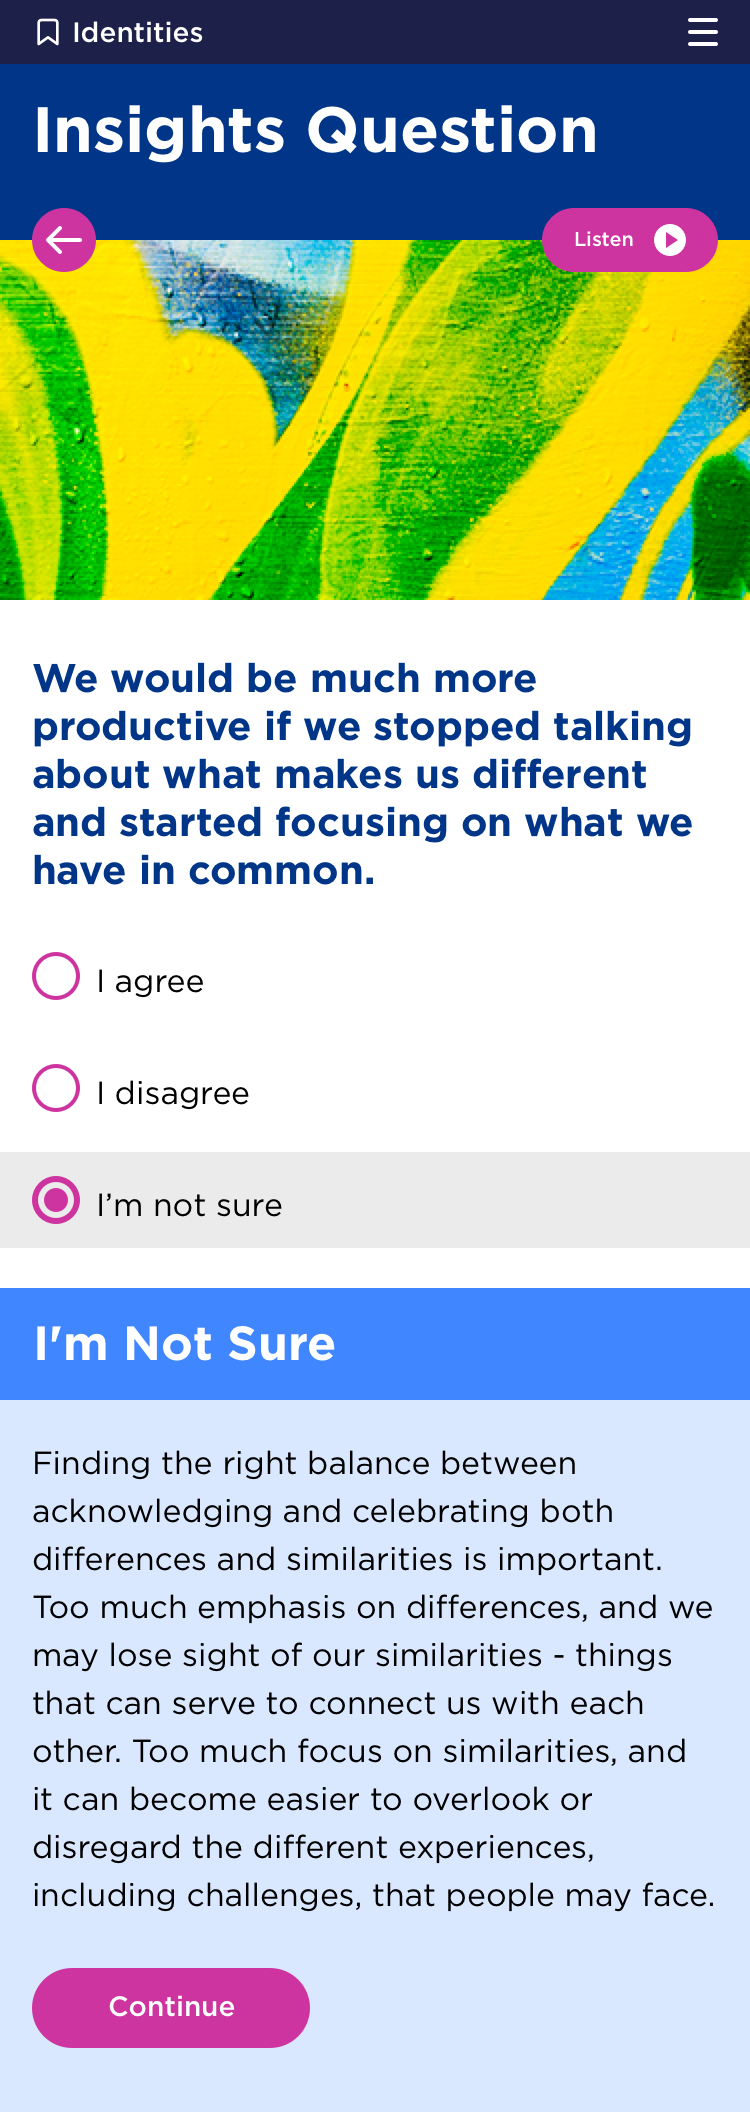 Identities
Insights Question
Listen
We would be much more
productive if we stopped talking
about what makes us different
and started focusing on what we
have in common.
I agree
I disagree
I’m not sure
I'm Not Sure
Finding the right balance between
acknowledging and celebrating both
differences and similarities is important.
Too much emphasis on differences, and we
may lose sight of our similarities - things
that can serve to connect us with each
other. Too much focus on similarities, and
it can become easier to overlook or
disregard the different experiences,
including challenges, that people may face.
Continue